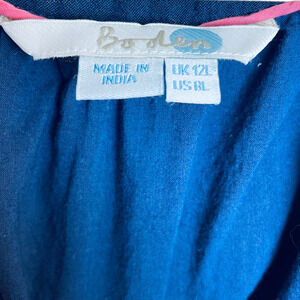 Boden
MADE IN
INDIA
UK 12L
US 8L